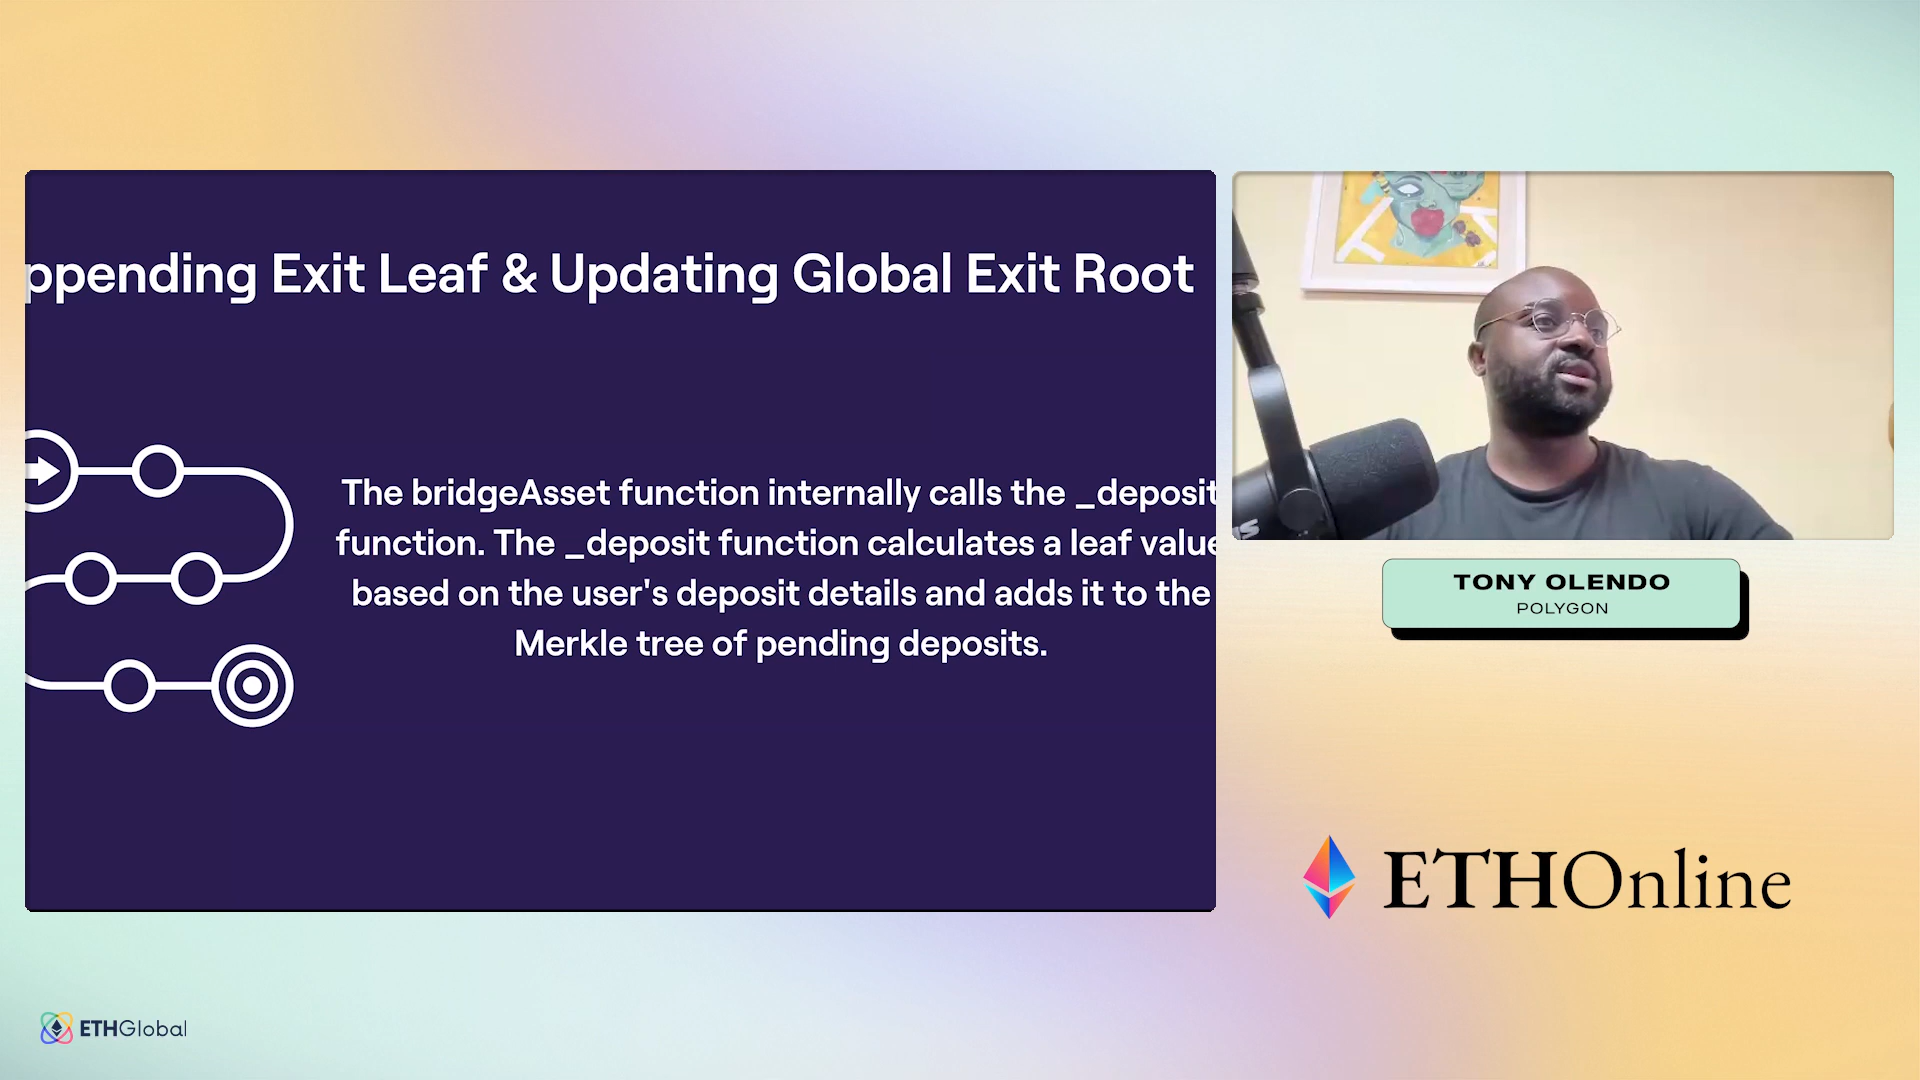 ppending Exit Leaf & Updating Global Exit Root
The bridgeAsset function internally calls the _deposit
function. The _deposit function calculates a leaf value
based on the user's deposit details and adds it to the
Merkle tree of pending deposits.
TONY OLENDO
POLYGON
ETHOnline
ETHGlobal